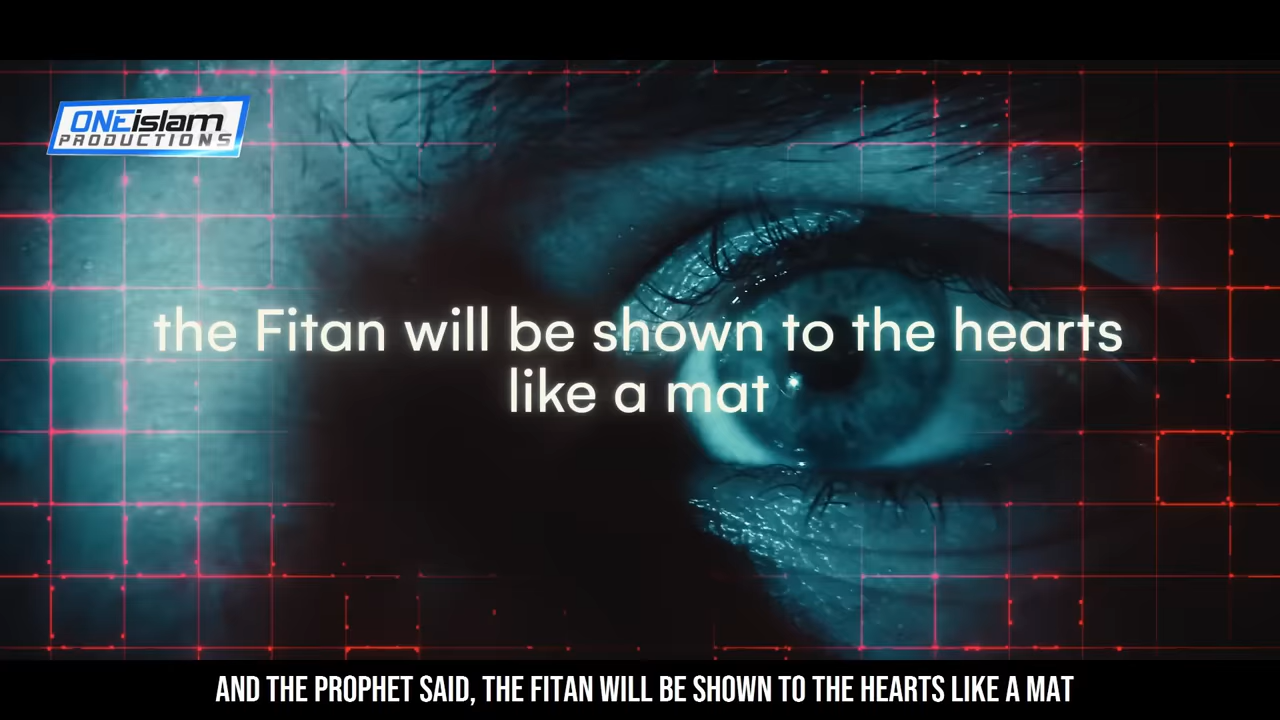 ONEislam
PRODUCTIONS
the Fitan will be shown to the hearts
like a mat
AND THE PROPHET SAID, THE FITAN WILL BE SHOWN TO THE HEARTS LIKE A MAT